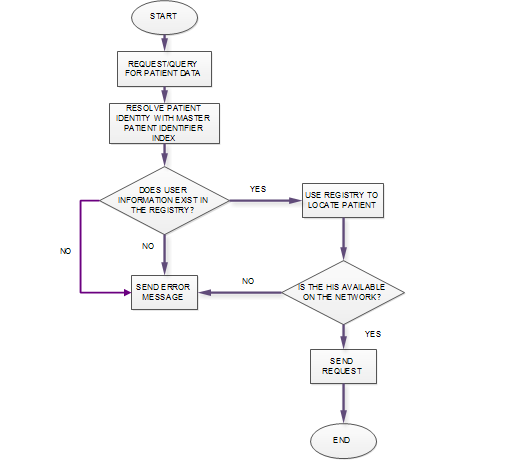 START
REQUEST/QUERY
FOR PATIENT DATA
RESOLVE PATIENT
IDENTITY WITH MASTER
PATIENT IDENTIFIER
INDEX
DOES USER
INFORMATION EXIST IN
THE REGISTRY?
YES
USE REGISTRY TO
LOCATE PATIENT
NO
NO
SEND ERROR
MESSAGE
NO
IS THE HIS AVAILABLE
ON THE NETWORK?
YES
SEND
REQUEST
END